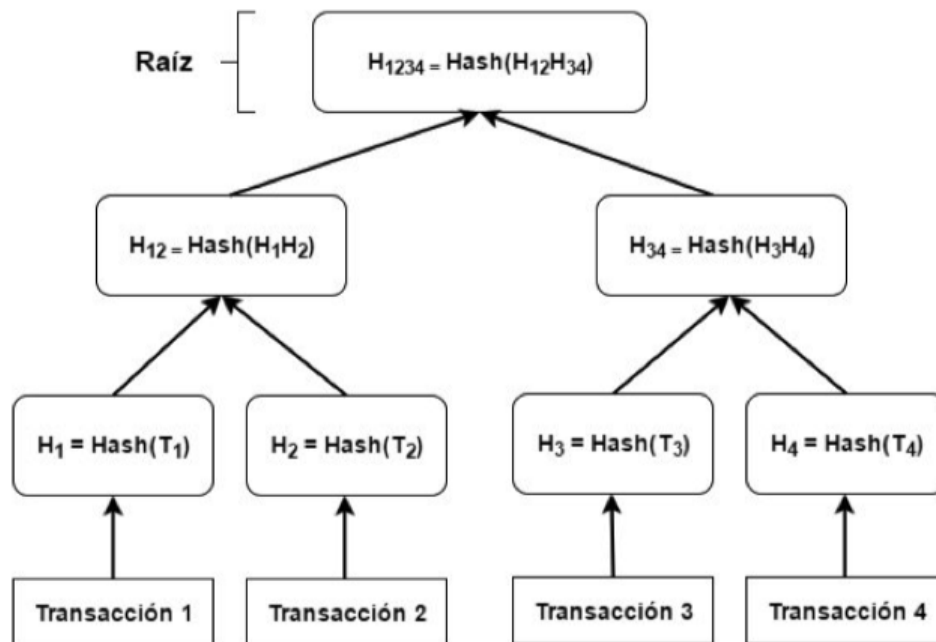 Raíz
H₁₂₃₄ = Hash(H₁₂H₃₄)
H₁₂ = Hash(H₁H₂)
H₃₄ = Hash(H₃H₄)
H₁ = Hash(T₁)
H₂ = Hash(T₂)
H₃ = Hash(T₃)
H₄ = Hash(T₄)
Transacción 1
Transacción 2
Transacción 3
Transacción 4